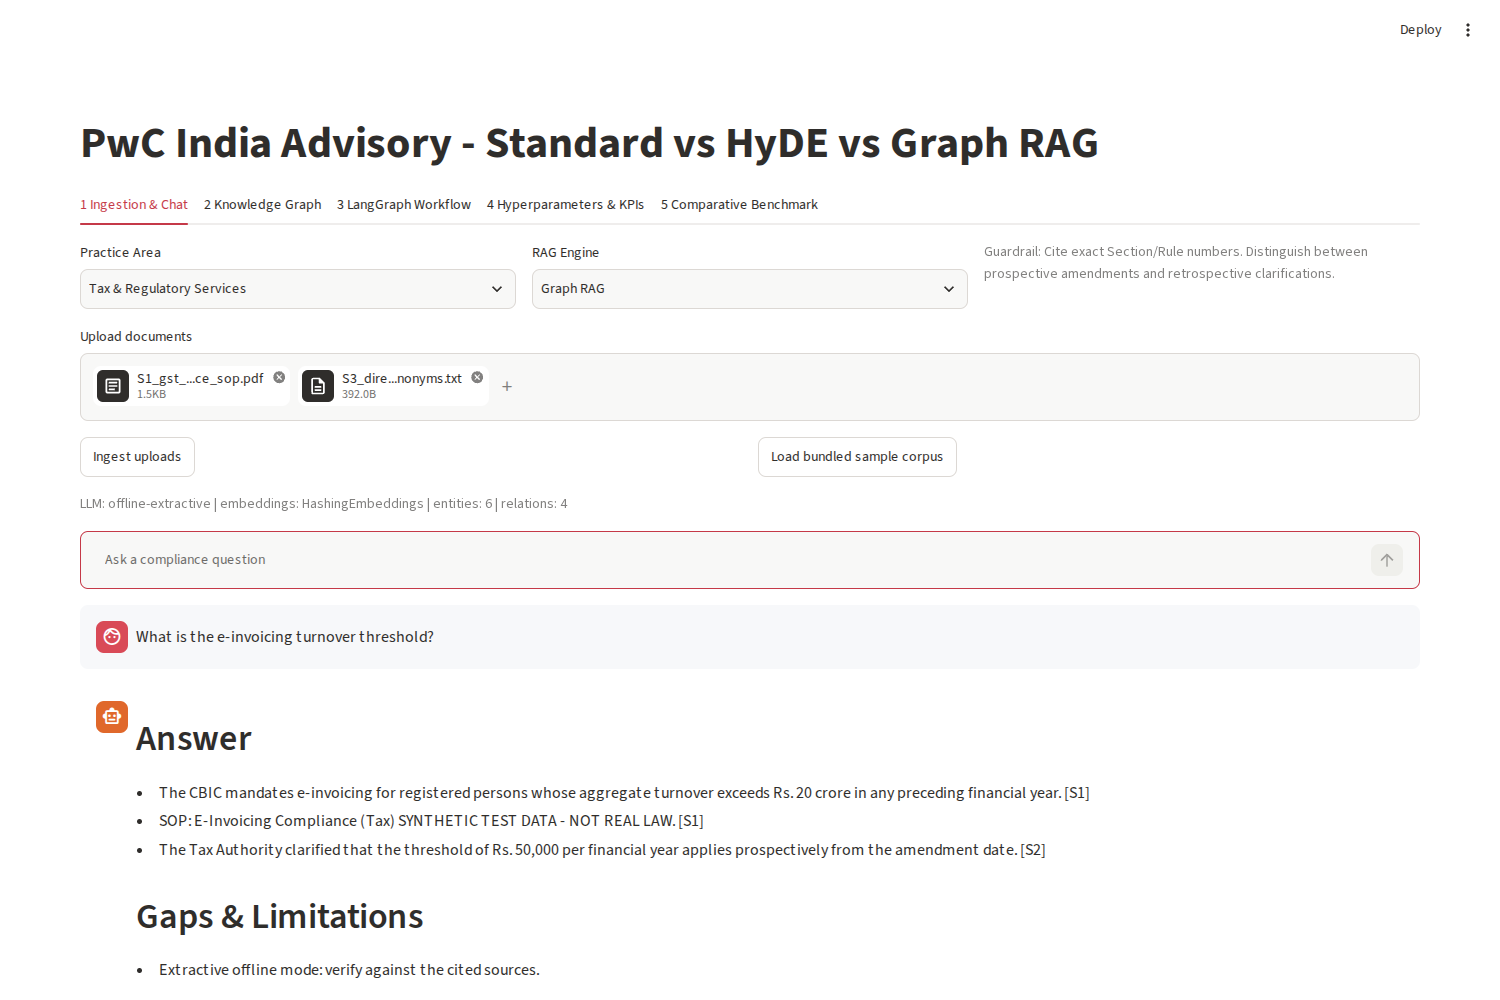 Deploy
PwC India Advisory - Standard vs HyDE vs Graph RAG
1 Ingestion & Chat
2 Knowledge Graph
3 LangGraph Workflow
4 Hyperparameters & KPIs
5 Comparative Benchmark
Practice Area
Tax & Regulatory Services
RAG Engine
Graph RAG
Guardrail: Cite exact Section/Rule numbers. Distinguish between
prospective amendments and retrospective clarifications.
Upload documents
S1_gst_...ce_sop.pdf
1.5KB
S3_dire...nonyms.txt
392.0B
Ingest uploads
Load bundled sample corpus
LLM: offline-extractive | embeddings: HashingEmbeddings | entities: 6 | relations: 4
Ask a compliance question
What is the e-invoicing turnover threshold?
Answer
• The CBIC mandates e-invoicing for registered persons whose aggregate turnover exceeds Rs. 20 crore in any preceding financial year. [S1]
• SOP: E-Invoicing Compliance (Tax) SYNTHETIC TEST DATA - NOT REAL LAW. [S1]
• The Tax Authority clarified that the threshold of Rs. 50,000 per financial year applies prospectively from the amendment date. [S2]
Gaps & Limitations
• Extractive offline mode: verify against the cited sources.